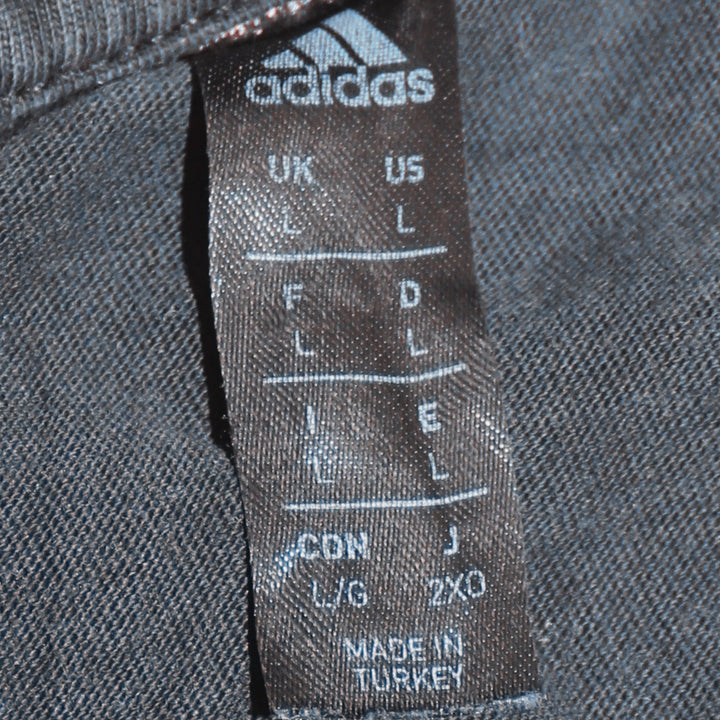 adidas
UK US
L L
F D
L L
I E
L L
CDN J
L/G 2XO
MADE IN
TURKEY